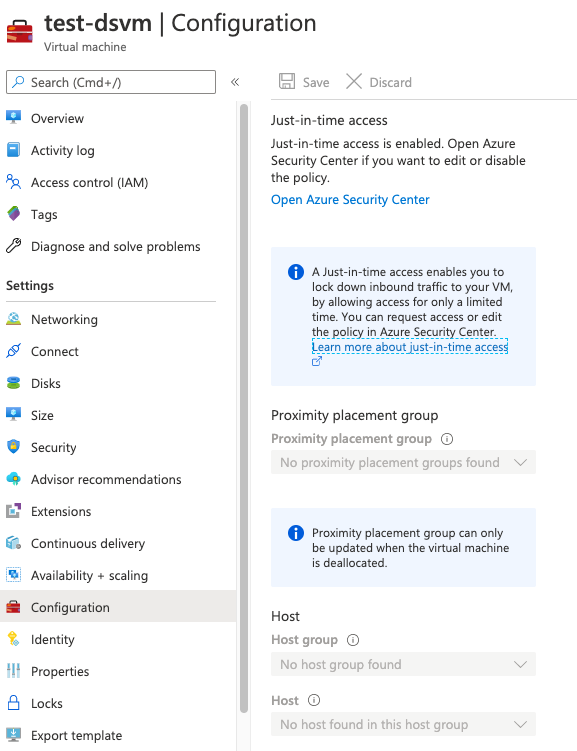 test-dsvm | Configuration
Virtual machine
Search (Cmd+/)
«
Overview
Activity log
Access control (IAM)
Tags
Diagnose and solve problems
Settings
Networking
Connect
Disks
Size
Security
Advisor recommendations
Extensions
Continuous delivery
Availability + scaling
Configuration
Identity
Properties
Locks
Export template
Save
Discard
Just-in-time access
Just-in-time access is enabled. Open Azure
Security Center if you want to edit or disable
the policy.
Open Azure Security Center
A Just-in-time access enables you to
lock down inbound traffic to your VM,
by allowing access for only a limited
time. You can request access or edit
the policy in Azure Security Center.
Learn more about just-in-time access
Proximity placement group
Proximity placement group
No proximity placement groups found
Proximity placement group can only
be updated when the virtual machine
is deallocated.
Host
Host group
No host group found
Host
No host found in this host group